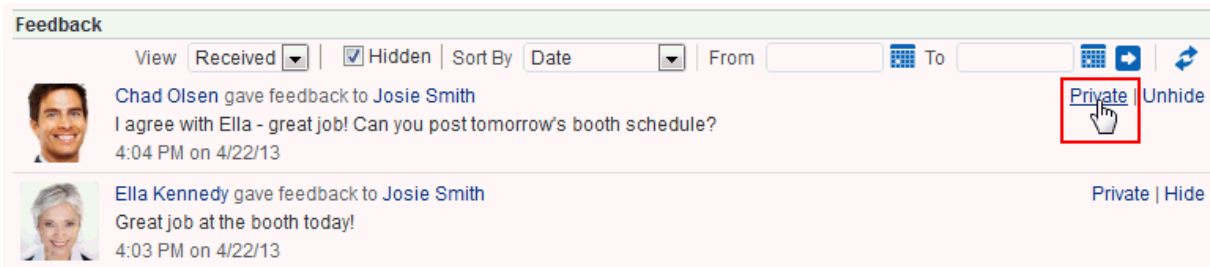 Feedback
View Received Hidden Sort By Date From To
Chad Olsen gave feedback to Josie Smith Private | Unhide
I agree with Ella - great job! Can you post tomorrow's booth schedule?
4:04 PM on 4/22/13
Ella Kennedy gave feedback to Josie Smith Private | Hide
Great job at the booth today!
4:03 PM on 4/22/13